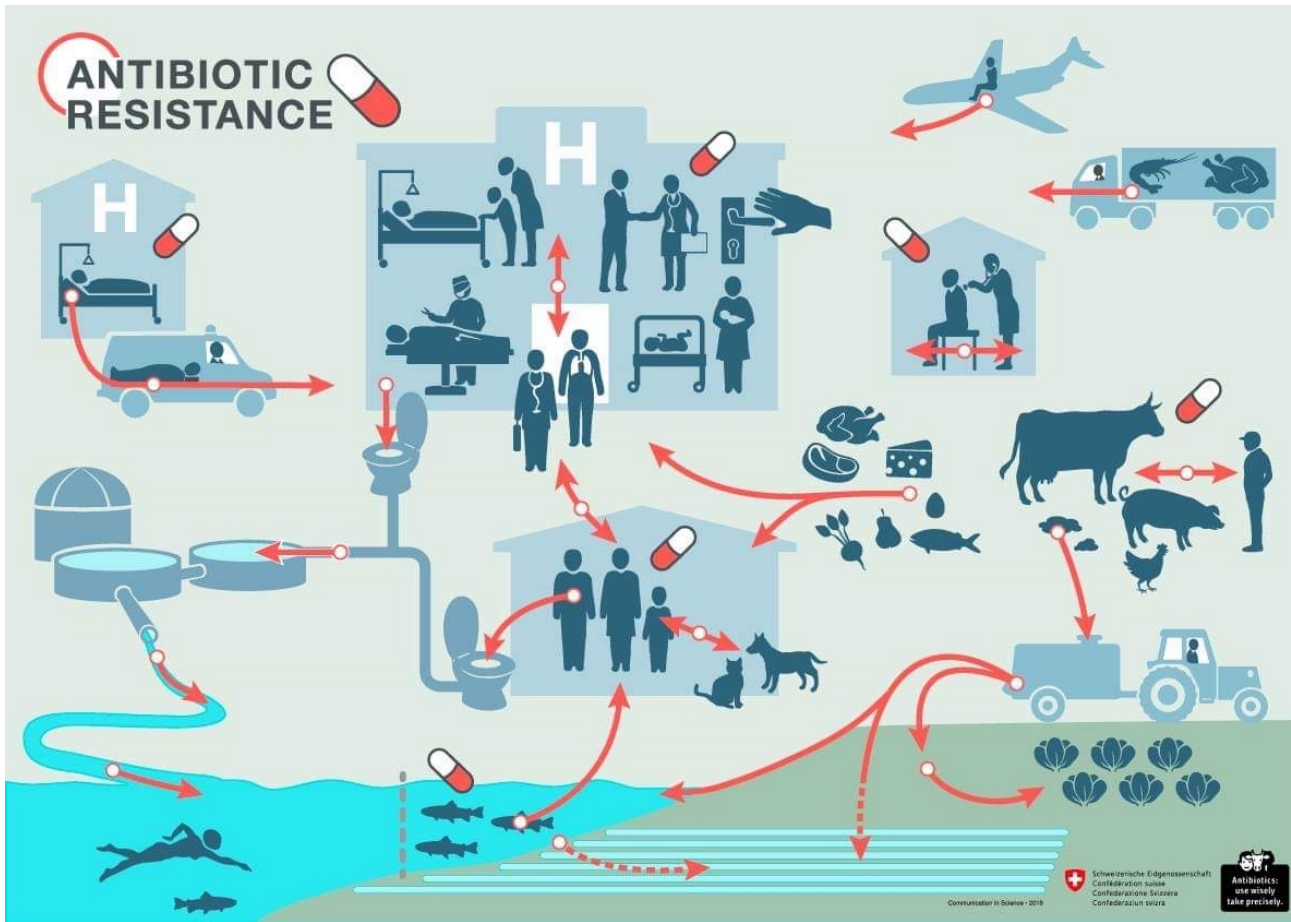 ANTIBIOTIC
RESISTANCE
H
H
Schweizerische Eidgenossenschaft
Confédération suisse
Confederazione Svizzera
Confederaziun svizra
Communication in Science - 2019
Antibiotics:
use wisely
take precisely.